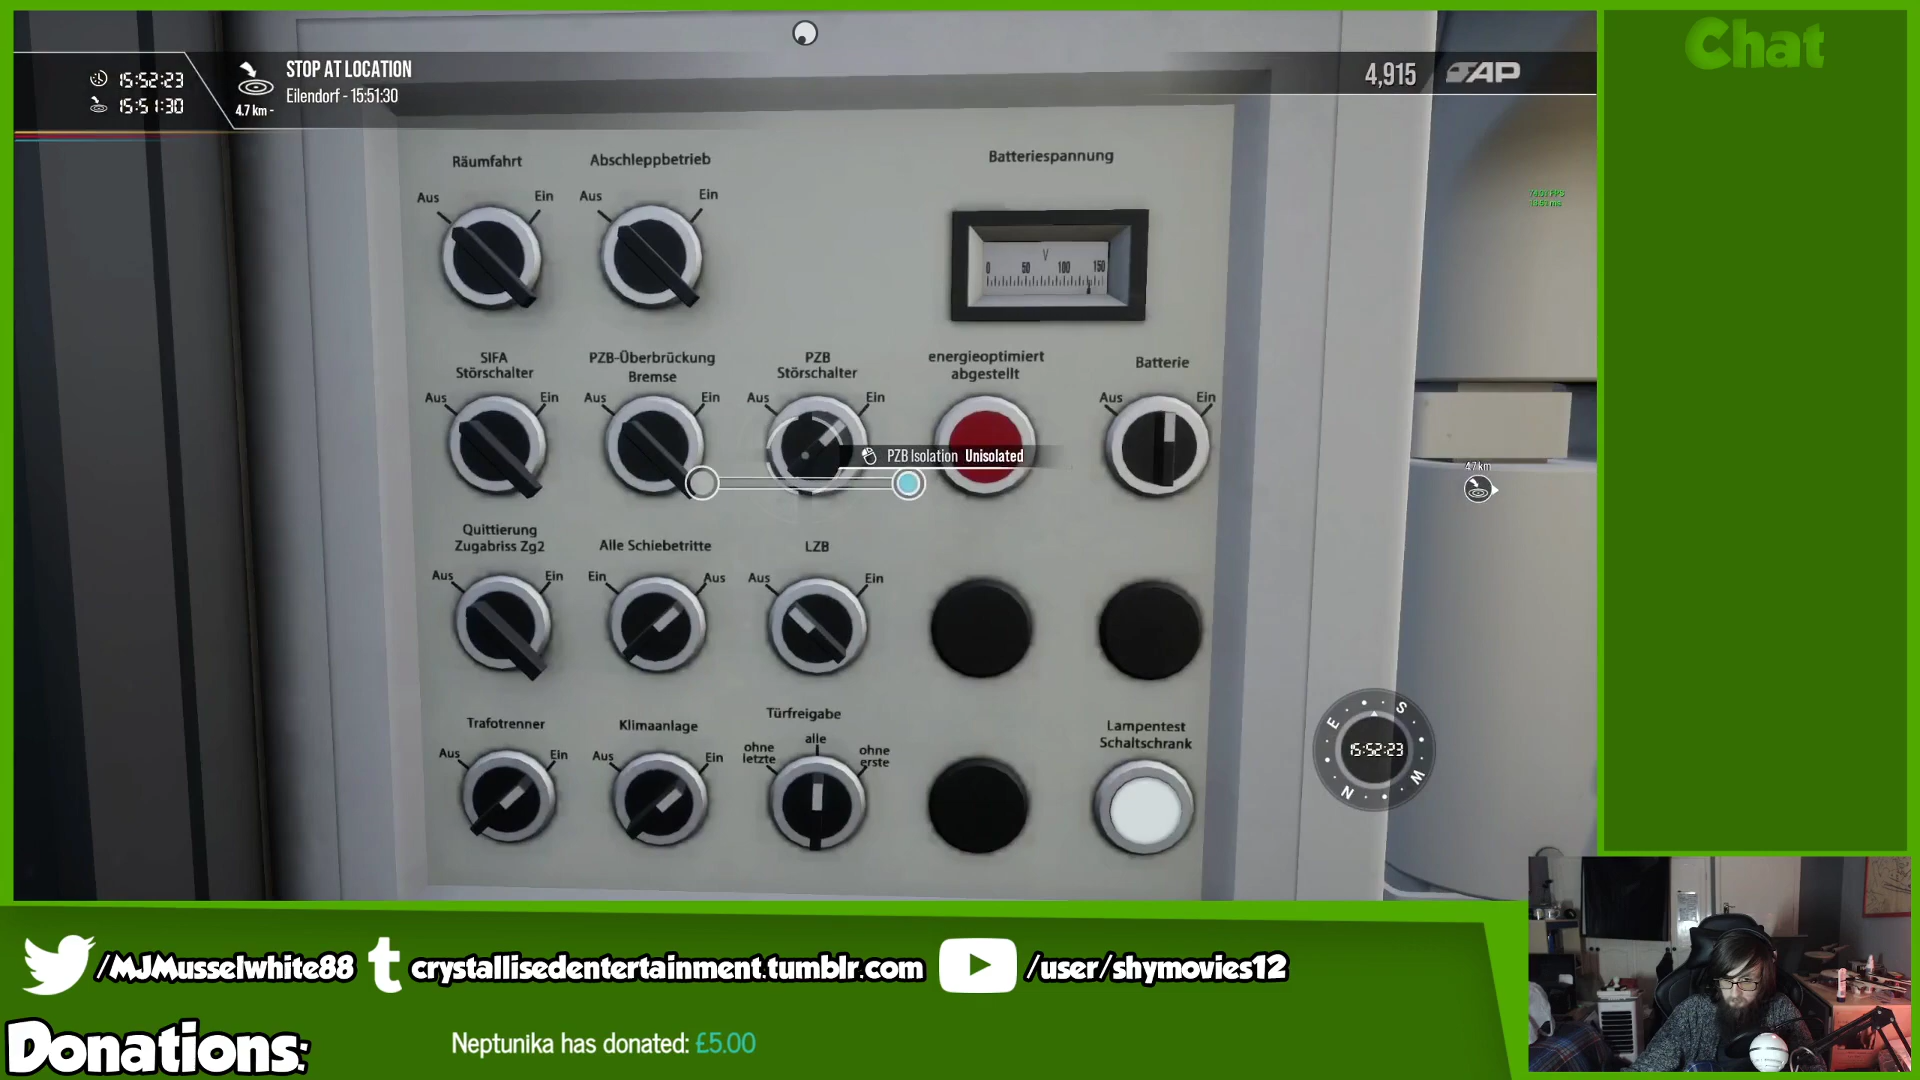 Chat
15:52:23
15:51:30
STOP AT LOCATION
Eilendorf - 15:51:30
4.7 km -
4,915 AP
Räumfahrt
Aus Ein
Abschleppbetrieb
Aus Ein
Batteriespannung
V
0 50 100 150
SIFA
Störschalter
Aus Ein
PZB-Überbrückung
Bremse
Aus Ein
PZB
Störschalter
Aus Ein
energieoptimiert
abgestellt
Batterie
Aus Ein
PZB Isolation Unisolated
4.7km
Quittierung
Zugabriss Zg2
Aus Ein
Alle Schiebetritte
Ein Aus
LZB
Aus Ein
Trafotrenner
Aus Ein
Klimaanlage
Aus Ein
Türfreigabe
ohne
letzte
alle
ohne
erste
Lampentest
Schaltschrank
E S
15:52:23
N W
/MJMusselwhite88
crystallisedentertainment.tumblr.com
/user/shymovies12
Donations:
Neptunika has donated: £5.00